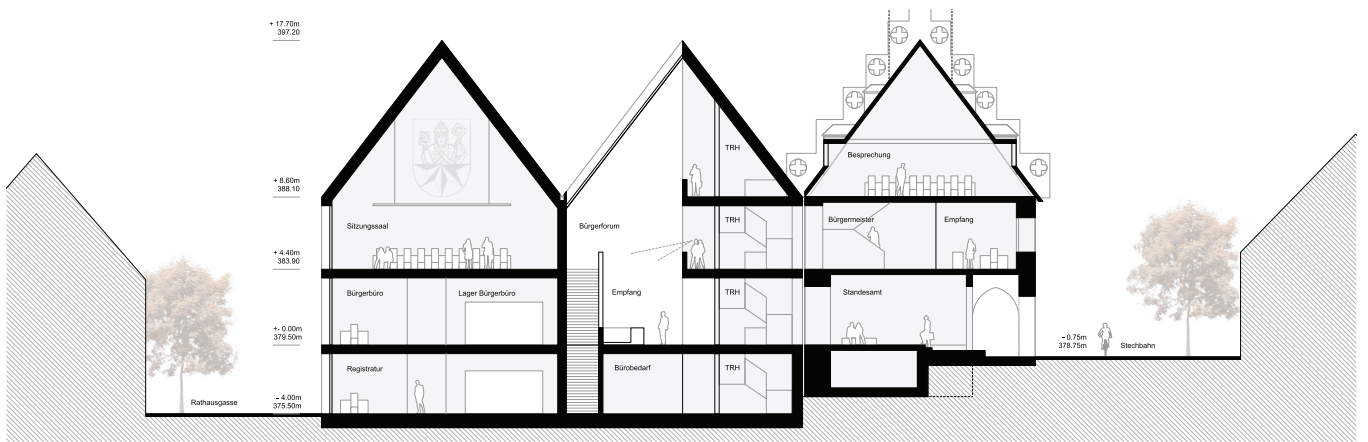 + 17.70m
397.20
TRH
Besprechung
+ 8.60m
388.10
Sitzungssaal
Bürgerforum
TRH
Bürgermeister
Empfang
+ 4.40m
383.90
Bürgerbüro
Lager Bürgerbüro
Empfang
TRH
Standesamt
+- 0.00m
379.50m
- 0.75m
378.75m
Stechbahn
Registratur
Bürobedarf
TRH
- 4.00m
375.50m
Rathausgasse